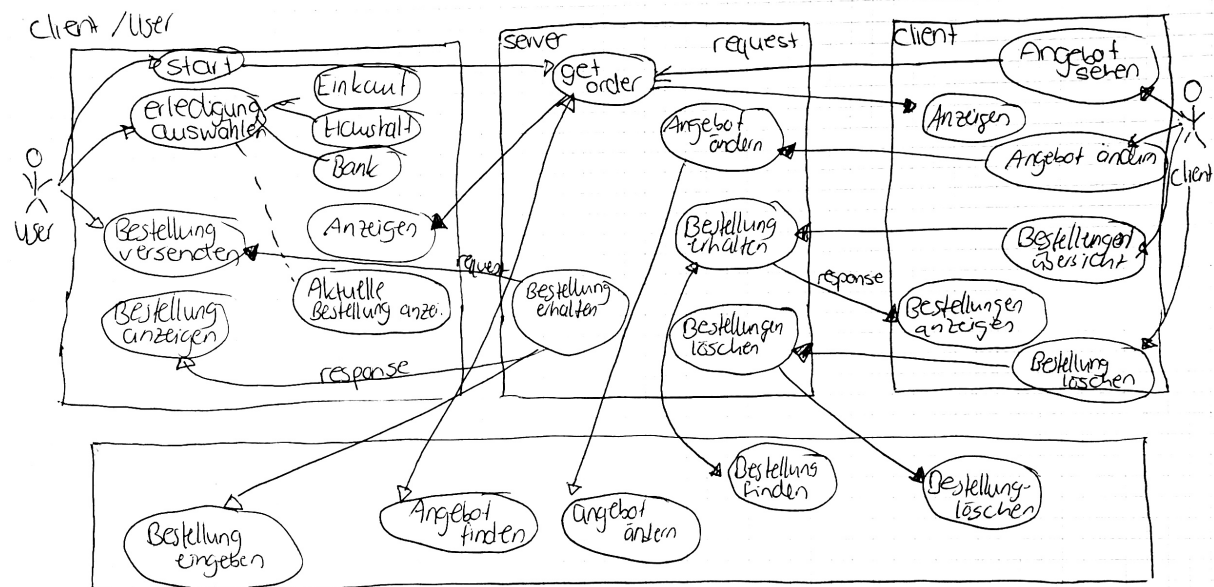 Client / User
Start
erledigung
auswählen
Einkauf
Haushalt
Bank
User
Bestellung
versenden
Anzeigen
Aktuelle
Bestellung anzei.
Bestellung
anzeigen
response
request
server
request
get
order
Angebot
ändern
Bestellung
erhalten
Bestellung
erhalten
Bestellungen
löschen
response
client
Angebot
sehen
Anzeigen
Angebot ändern
client
Bestellungen
übersicht
Bestellungen
anzeigen
Bestellung
löschen
Bestellung
eingeben
Angebot
finden
angebot
ändern
Bestellung
finden
Bestellung-
löschen